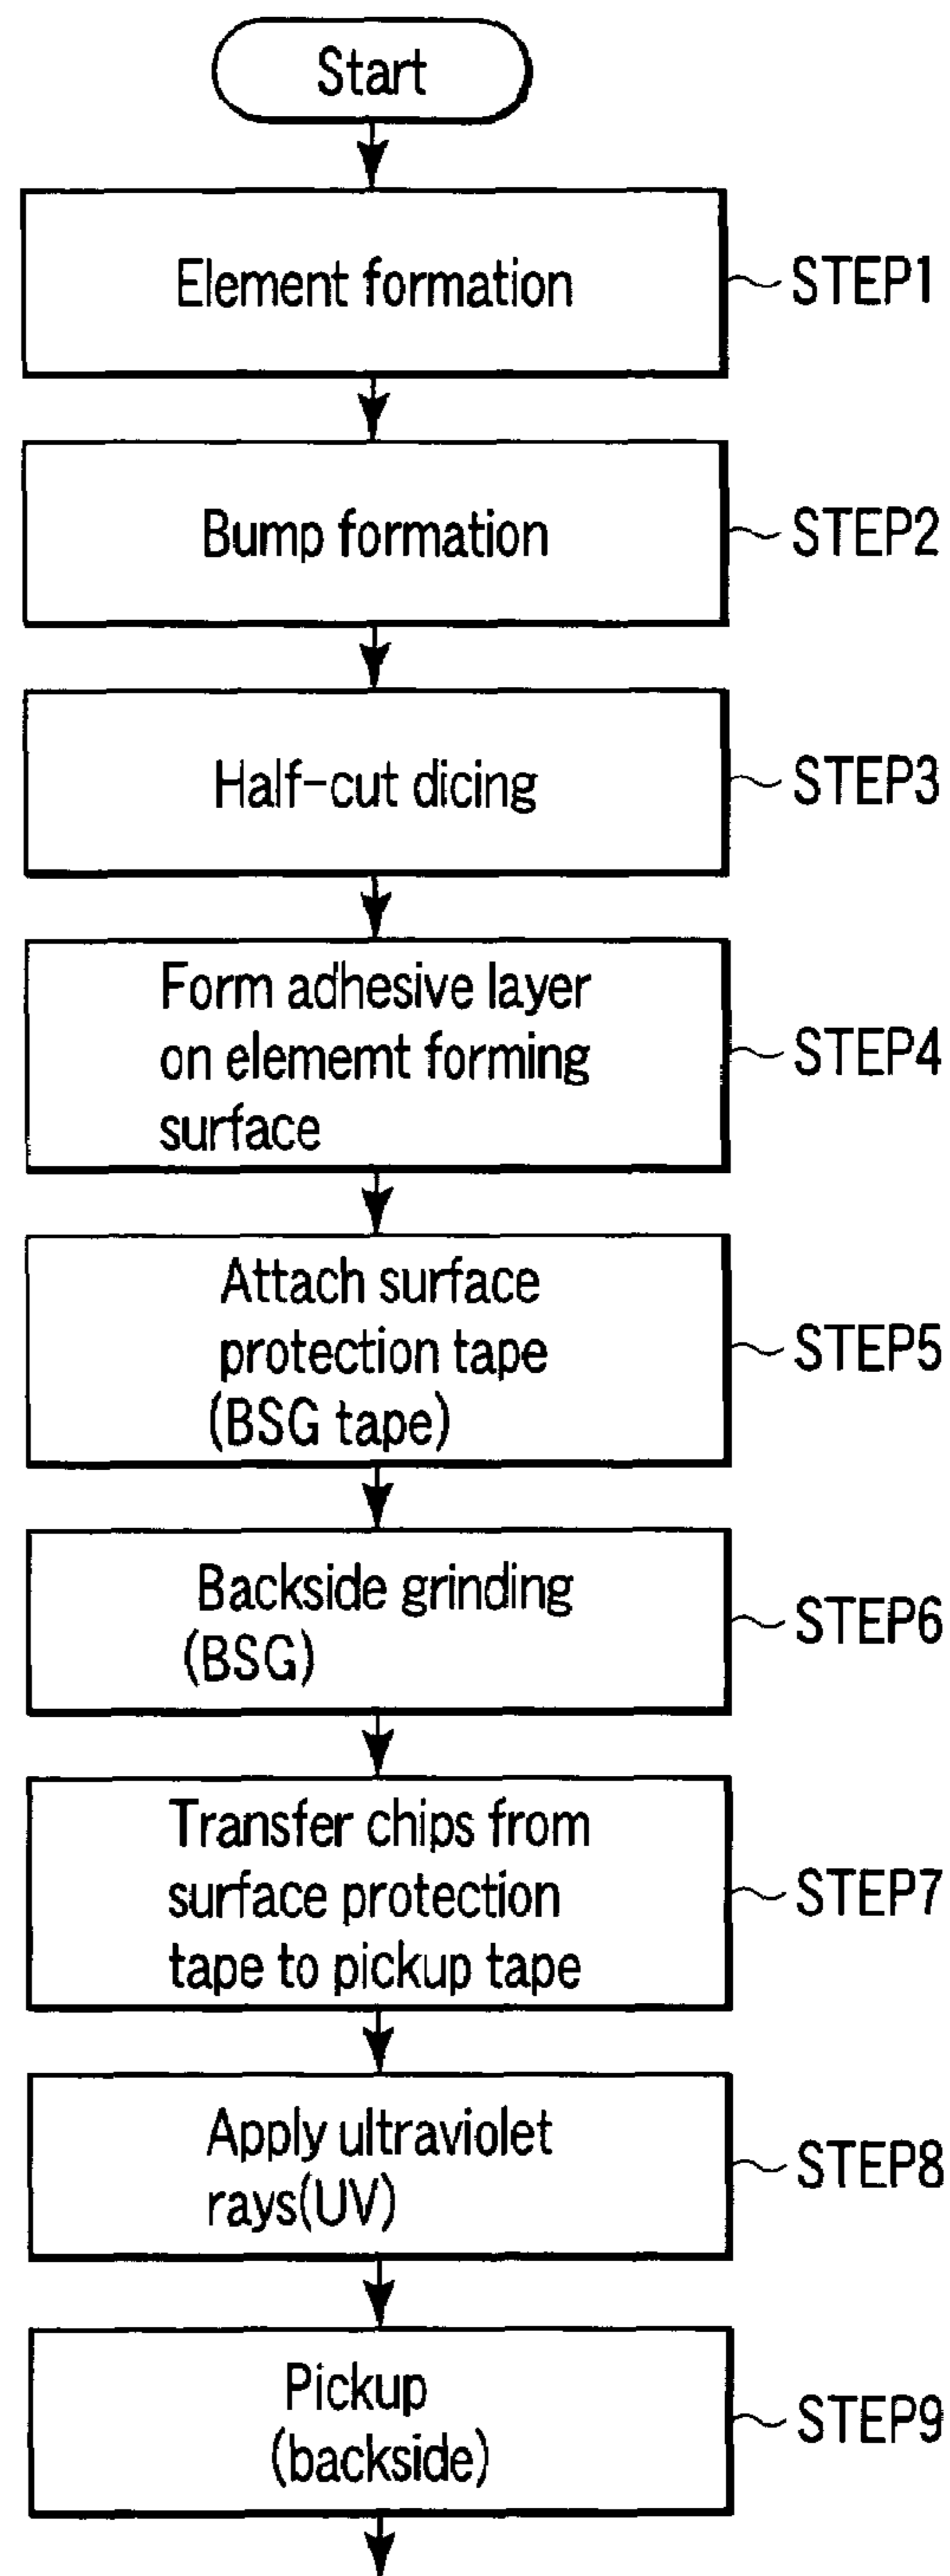 Start
Element formation
STEP1
Bump formation
STEP2
Half-cut dicing
STEP3
Form adhesive layer
on elememt forming
surface
STEP4
Attach surface
protection tape
(BSG tape)
STEP5
Backside grinding
(BSG)
STEP6
Transfer chips from
surface protection
tape to pickup tape
STEP7
Apply ultraviolet
rays(UV)
STEP8
Pickup
(backside)
STEP9